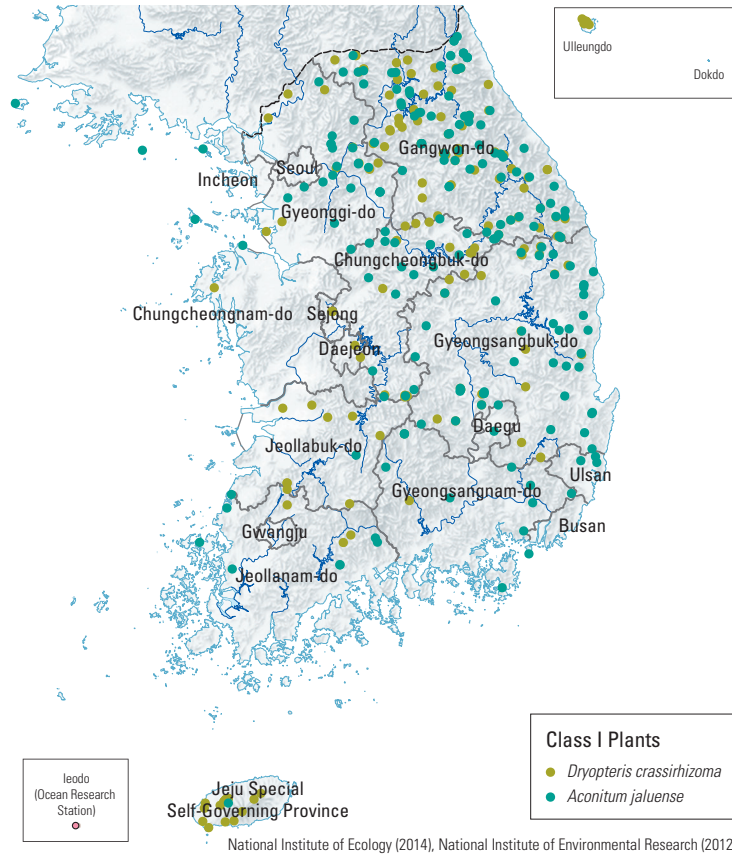 Ulleungdo
Dokdo
Gangwon-do
Seoul
Incheon
Gyeonggi-do
Chungcheongbuk-do
Chungcheongnam-do
Sejong
Gyeongsangbuk-do
Daejeon
Daegu
Jeollabuk-do
Ulsan
Gyeongsangnam-do
Busan
Gwangju
Jeollanam-do
Class I Plants
Dryopteris crassirhizoma
Aconitum jaluense
Ieodo
(Ocean Research
Station)
Jeju Special
Self-Governing Province
National Institute of Ecology (2014), National Institute of Environmental Research (2012